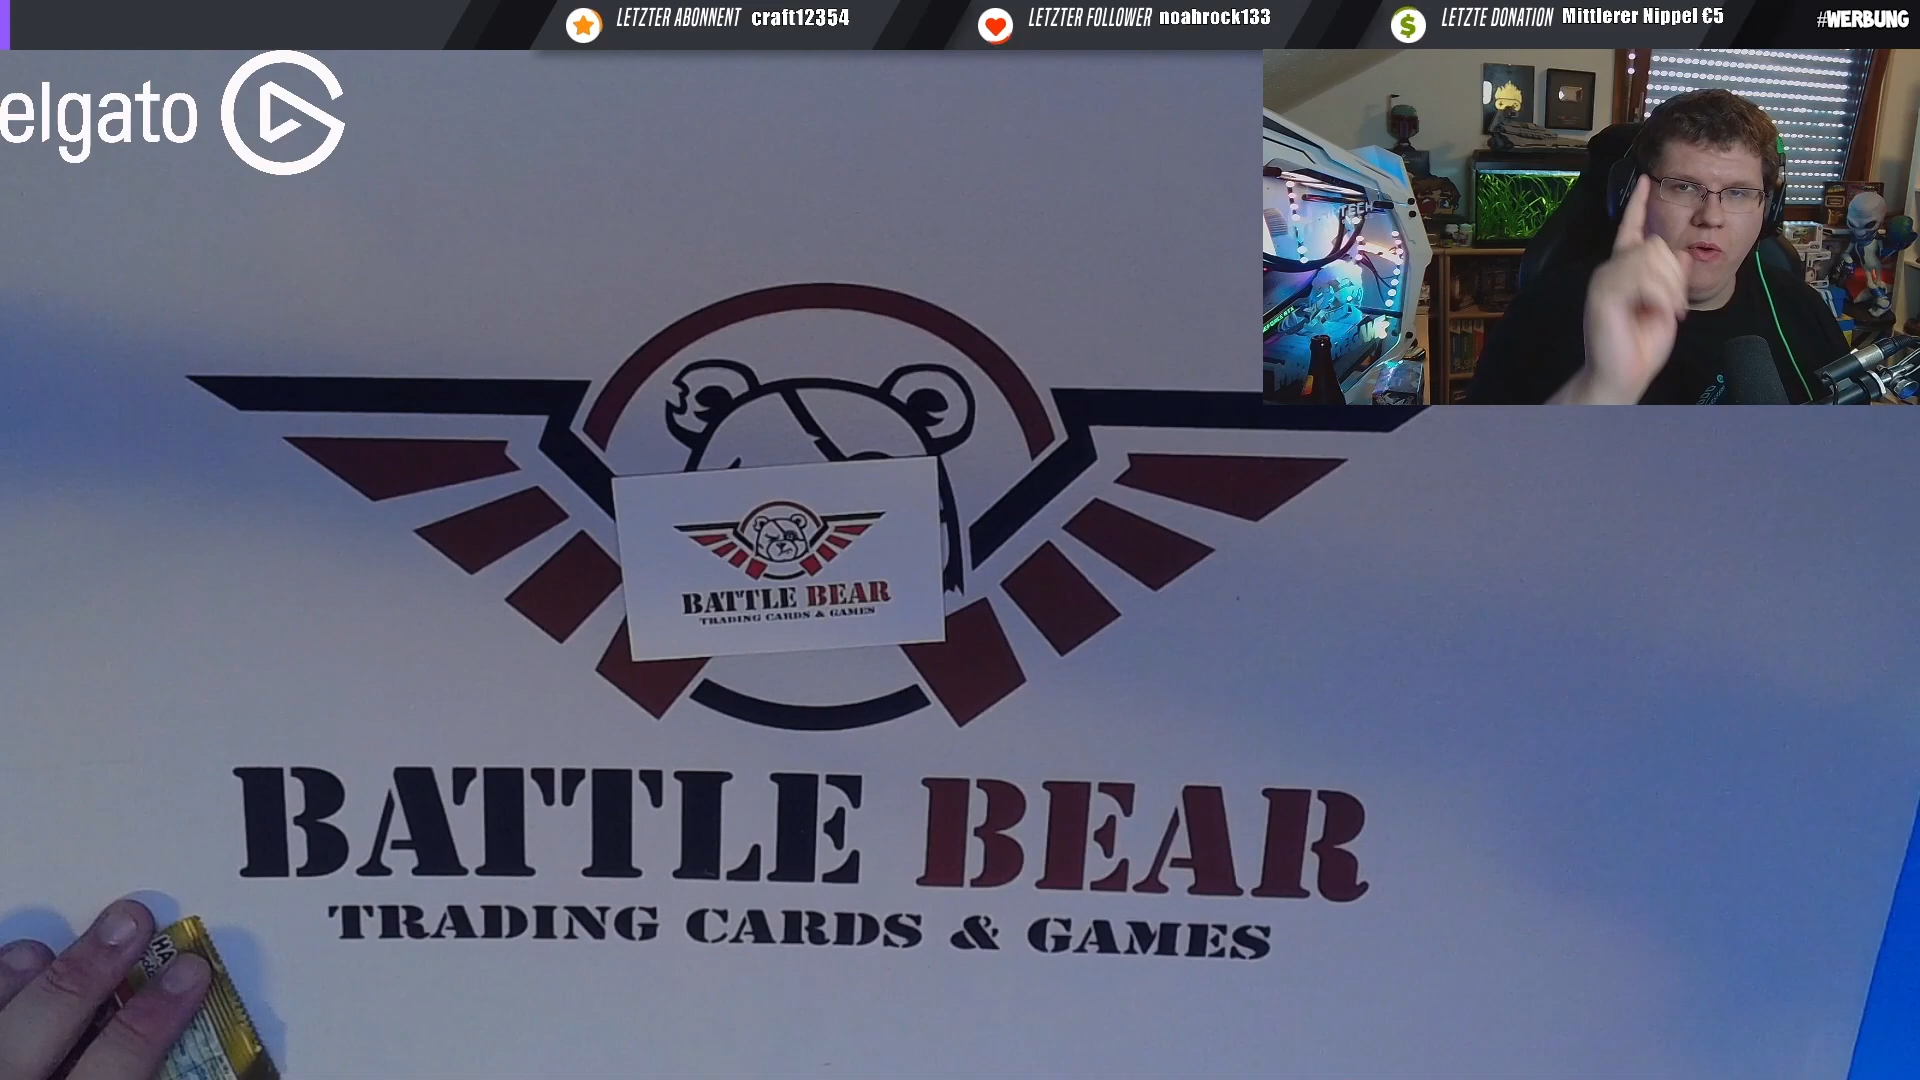 LETZTER ABONNENT craft12354
LETZTER FOLLOWER noahrock133
LETZTE DONATION Mittlerer Nippel €5
#WERBUNG
elgato
BATTLE BEAR
TRADING CARDS & GAMES
BATTLE BEAR
TRADING CARDS & GAMES
HA